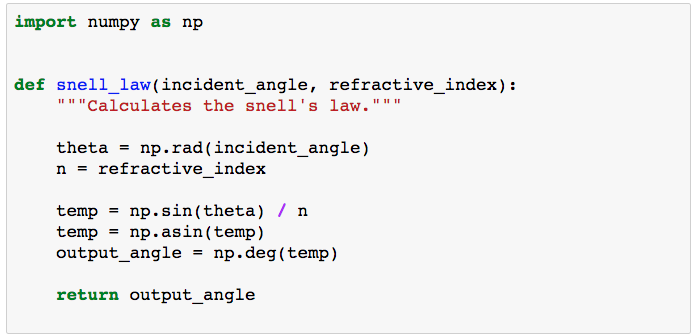 import numpy as np
def snell_law(incident_angle, refractive_index):
"""Calculates the snell's law."""
theta = np.rad(incident_angle)
n = refractive_index
temp = np.sin(theta) / n
temp = np.asin(temp)
output_angle = np.deg(temp)
return output_angle